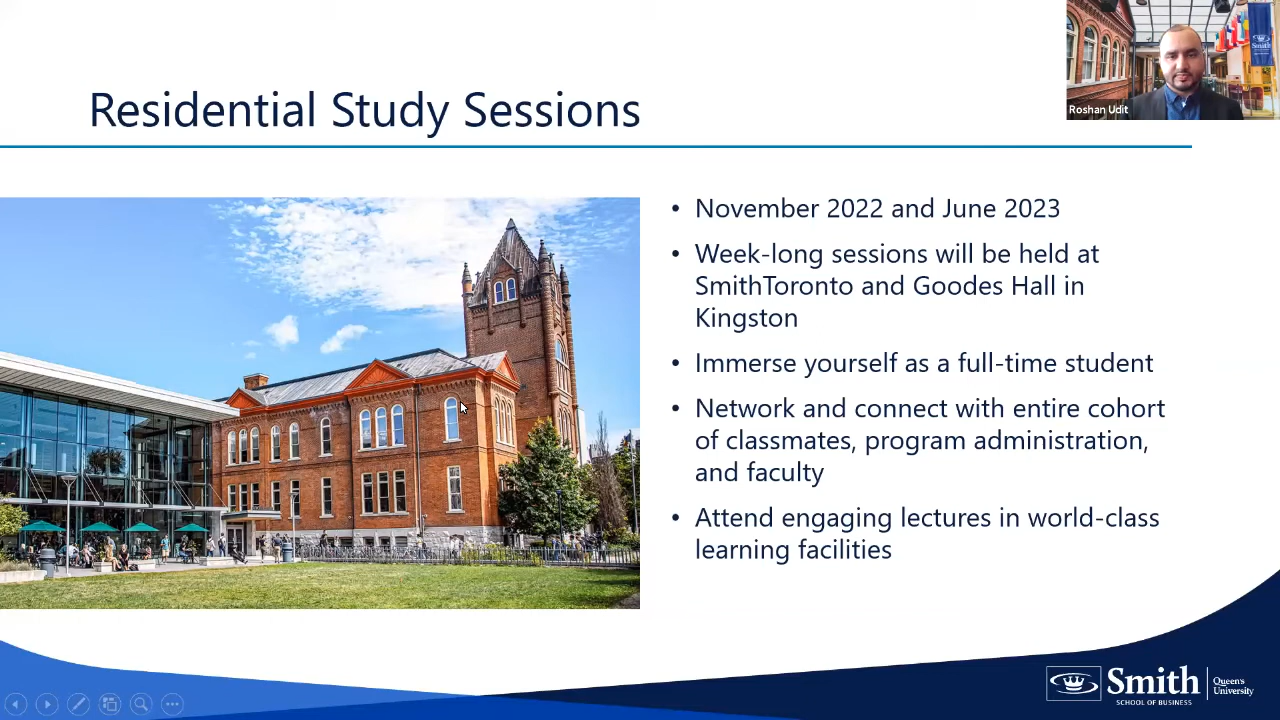 Residential Study Sessions
Smith
Roshan Udit
• November 2022 and June 2023
• Week-long sessions will be held at
SmithToronto and Goodes Hall in
Kingston
• Immerse yourself as a full-time student
• Network and connect with entire cohort
of classmates, program administration,
and faculty
• Attend engaging lectures in world-class
learning facilities
Smith
SCHOOL OF BUSINESS
Queen's
University